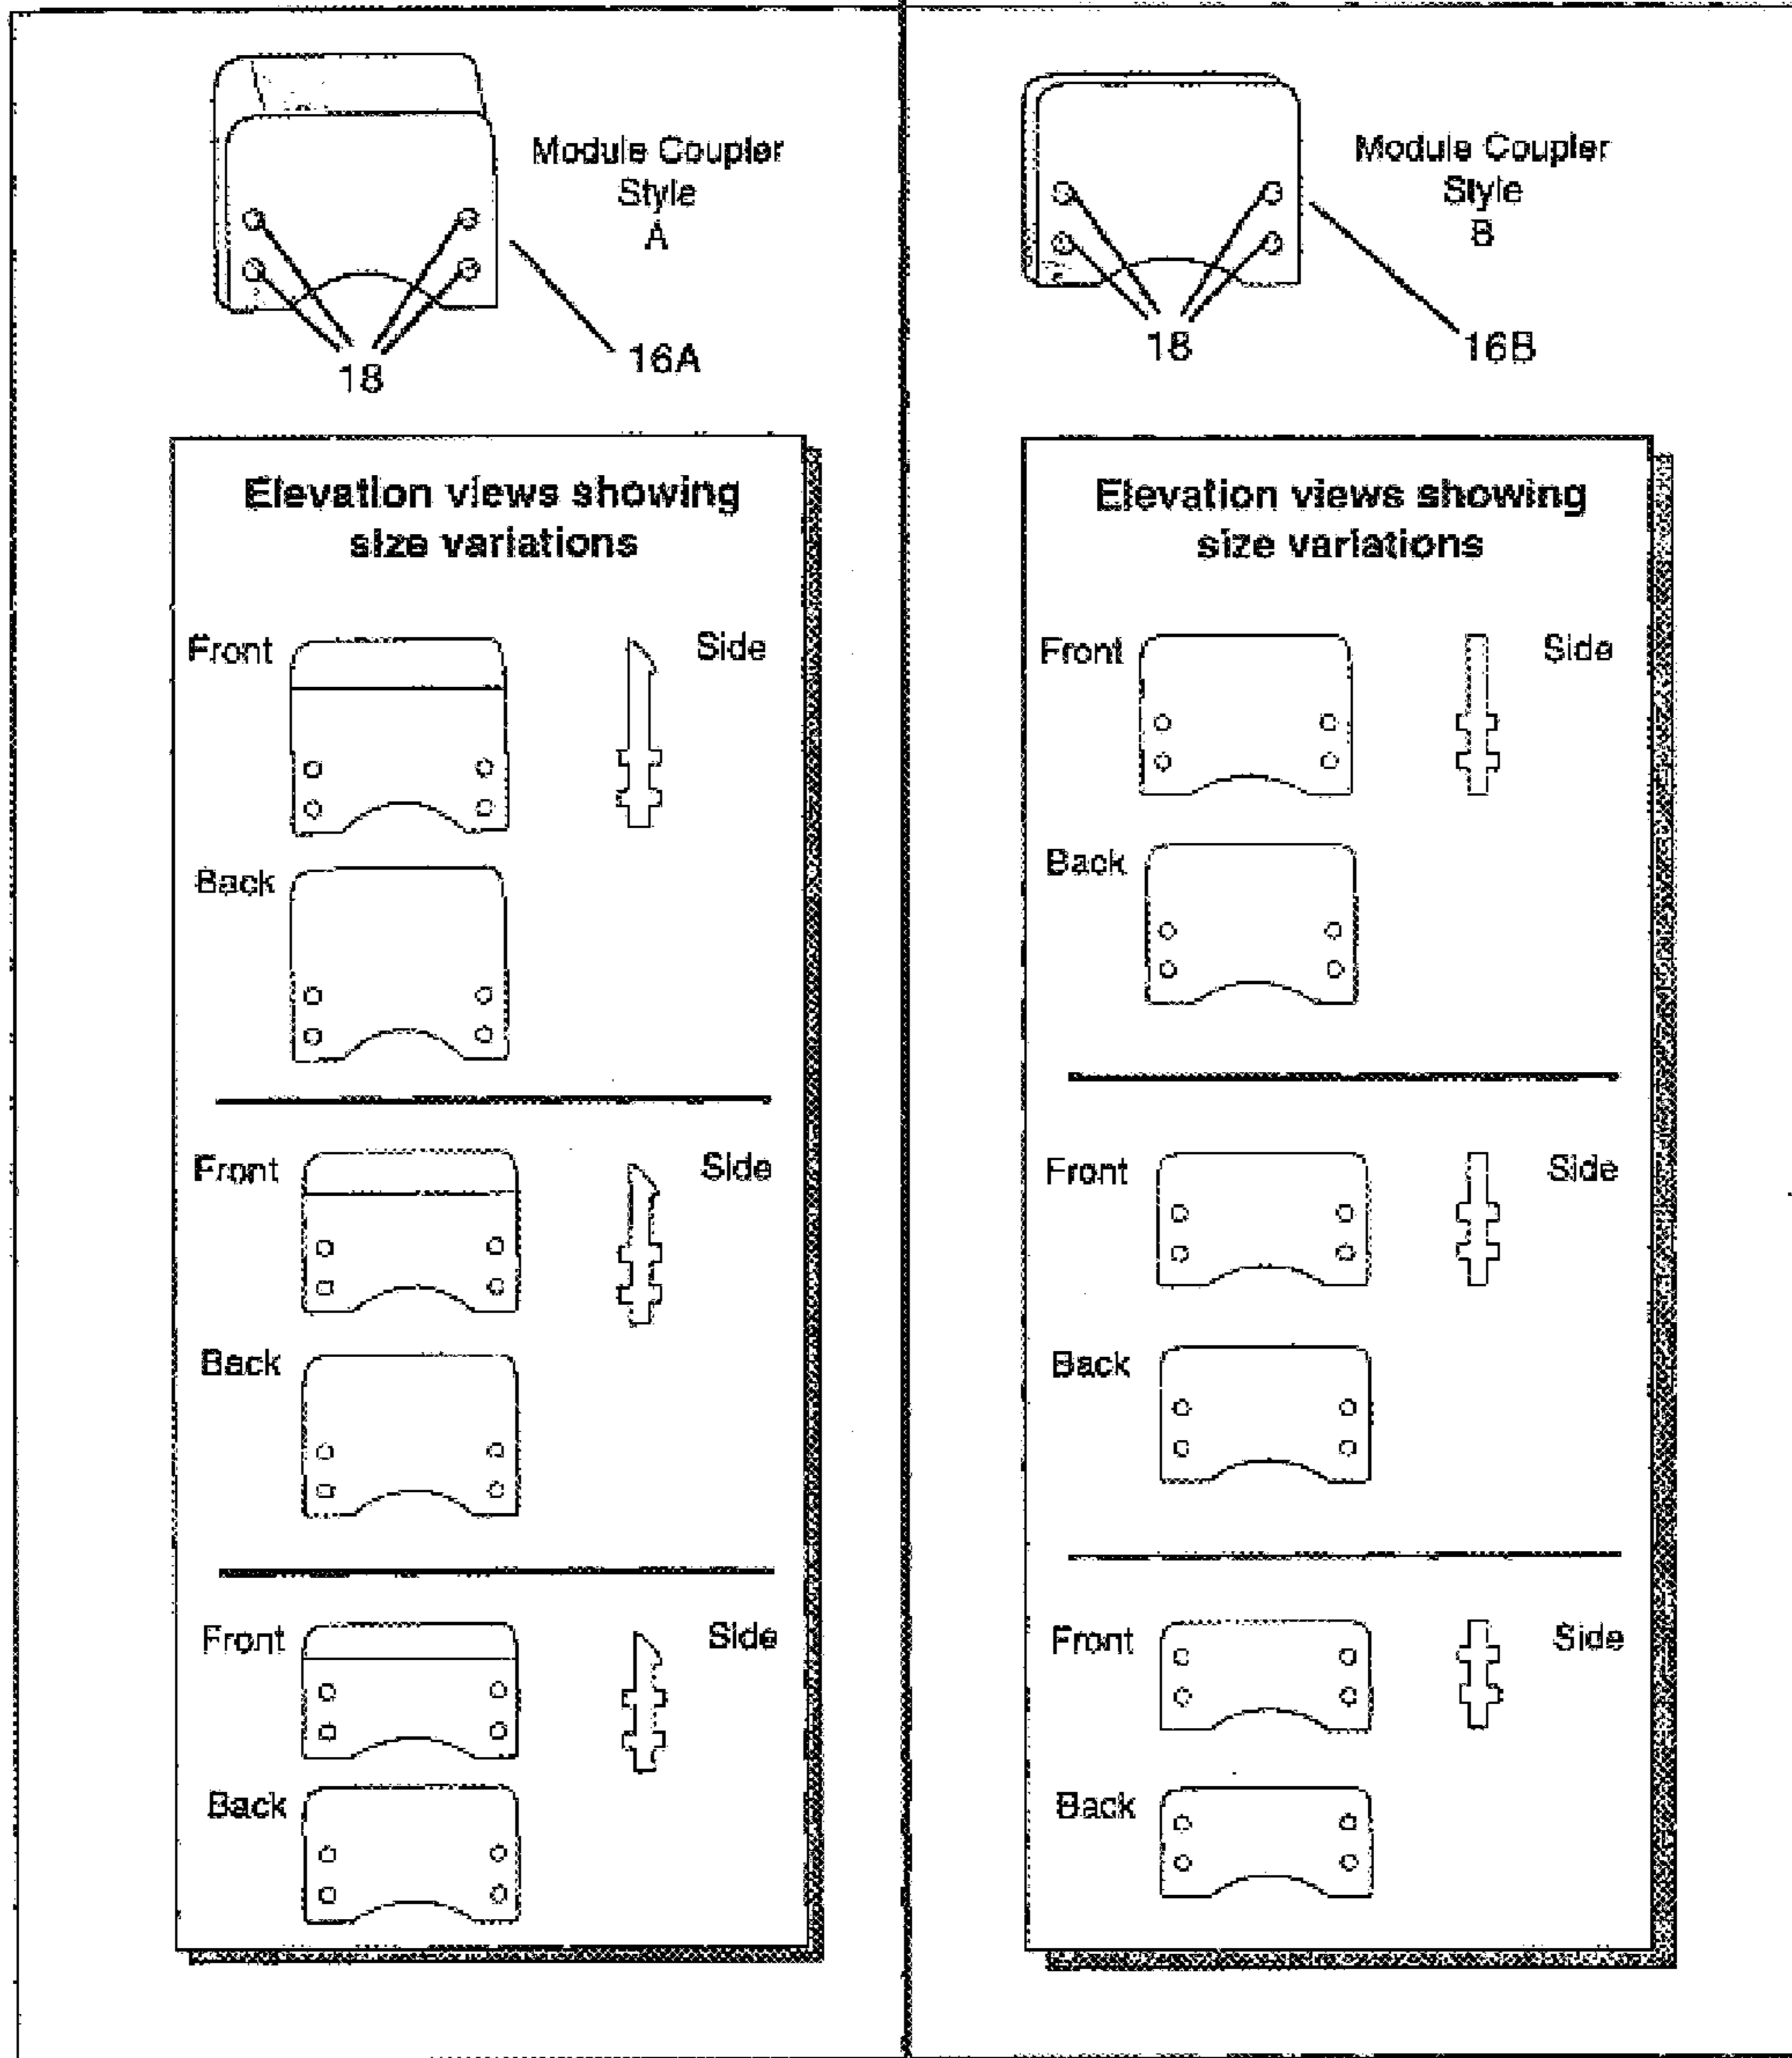 Module Coupler
Style
A
18
16A
Elevation views showing
size variations
Front
Side
Back
Front
Side
Back
Front
Side
Back
Module Coupler
Style
B
18
16B
Elevation views showing
size variations
Front
Side
Back
Front
Side
Back
Front
Side
Back